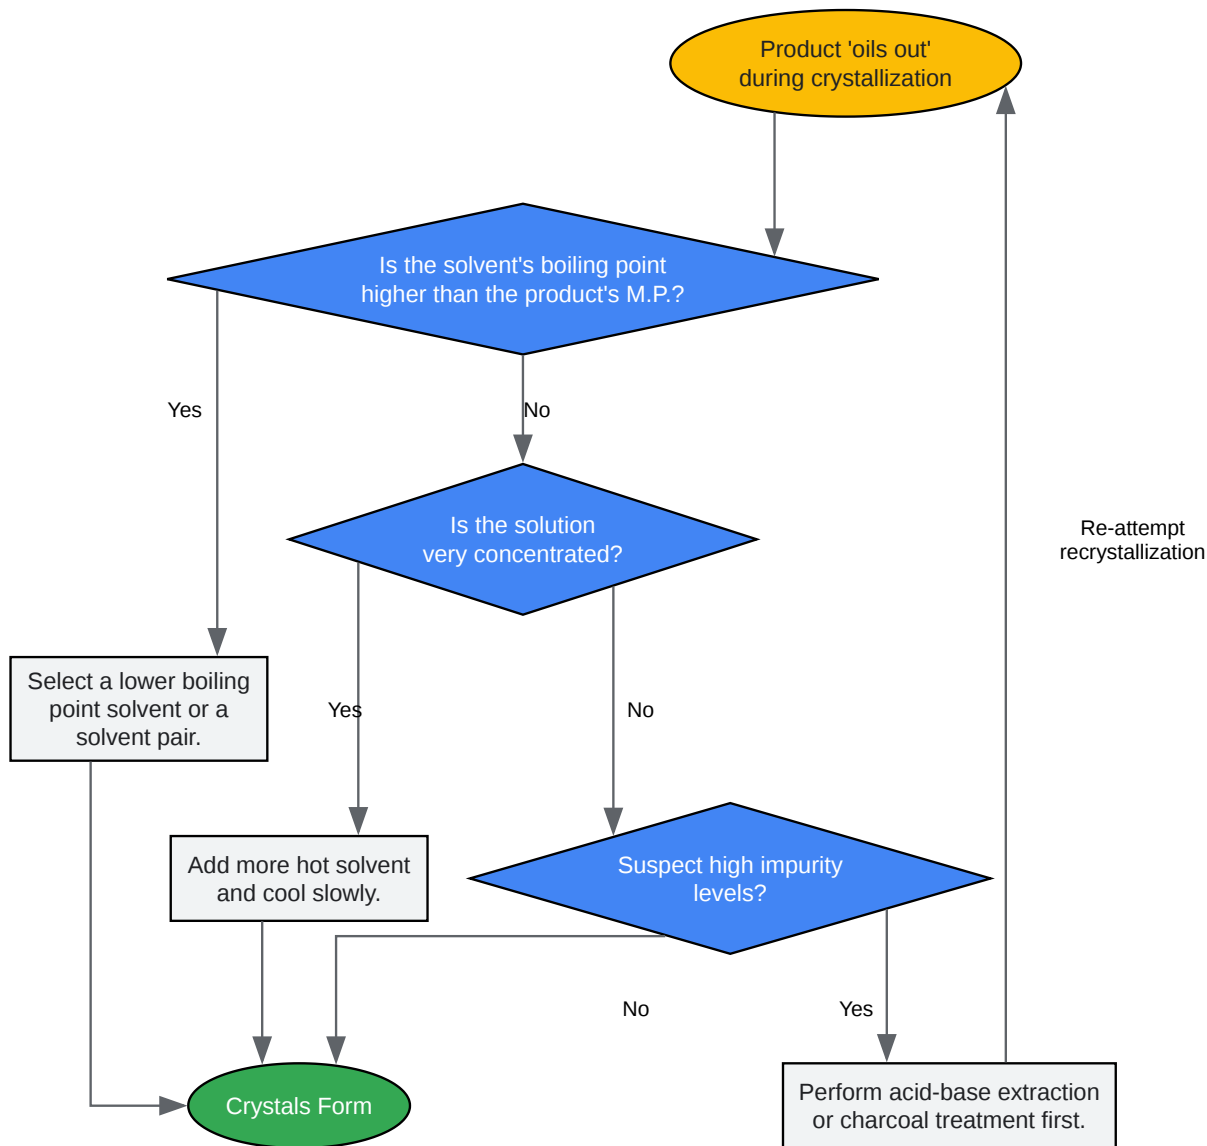 Product 'oils out'
during crystallization
Is the solvent's boiling point
higher than the product's M.P.?
Yes
No
Is the solution
very concentrated?
Re-attempt
recrystallization
Select a lower boiling
point solvent or a
solvent pair.
Yes
No
Add more hot solvent
and cool slowly.
Suspect high impurity
levels?
No
Yes
Crystals Form
Perform acid-base extraction
or charcoal treatment first.